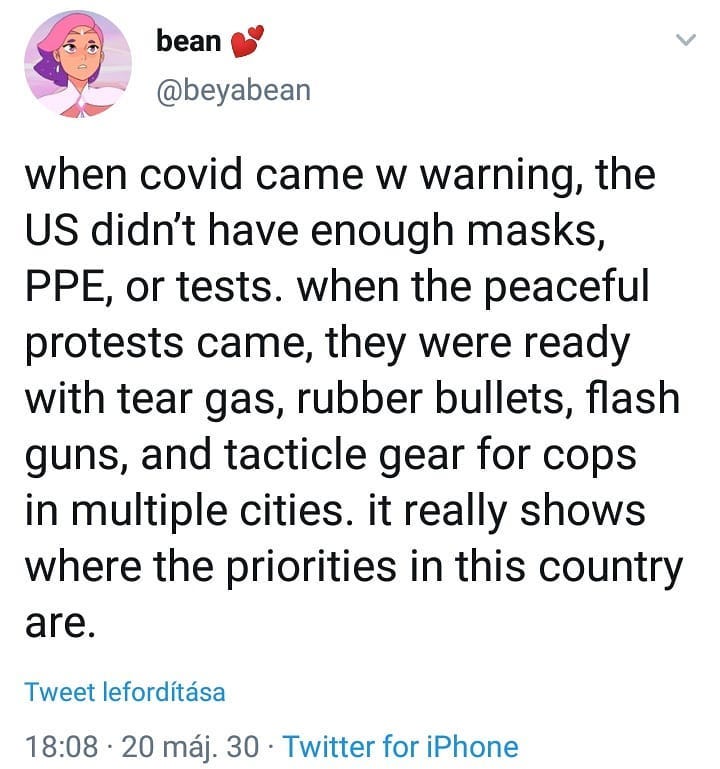 bean 💕
@beyabean
when covid came w warning, the
US didn’t have enough masks,
PPE, or tests. when the peaceful
protests came, they were ready
with tear gas, rubber bullets, flash
guns, and tacticle gear for cops
in multiple cities. it really shows
where the priorities in this country
are.
Tweet lefordítása
18:08 · 20 máj. 30 · Twitter for iPhone